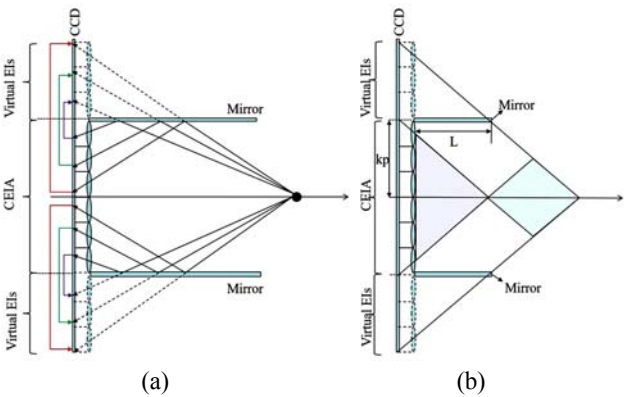 CCD
Virtual EIs
Mirror
CEIA
Mirror
Virtual EIs
(a)
CCD
Virtual EIs
Mirror
L
kp
CEIA
Mirror
Virtual EIs
(b)